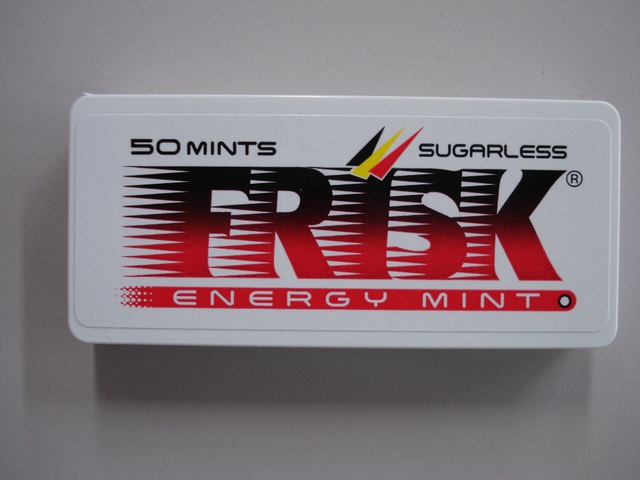 50 MINTS SUGARLESS
FRISK®
ENERGY MINT